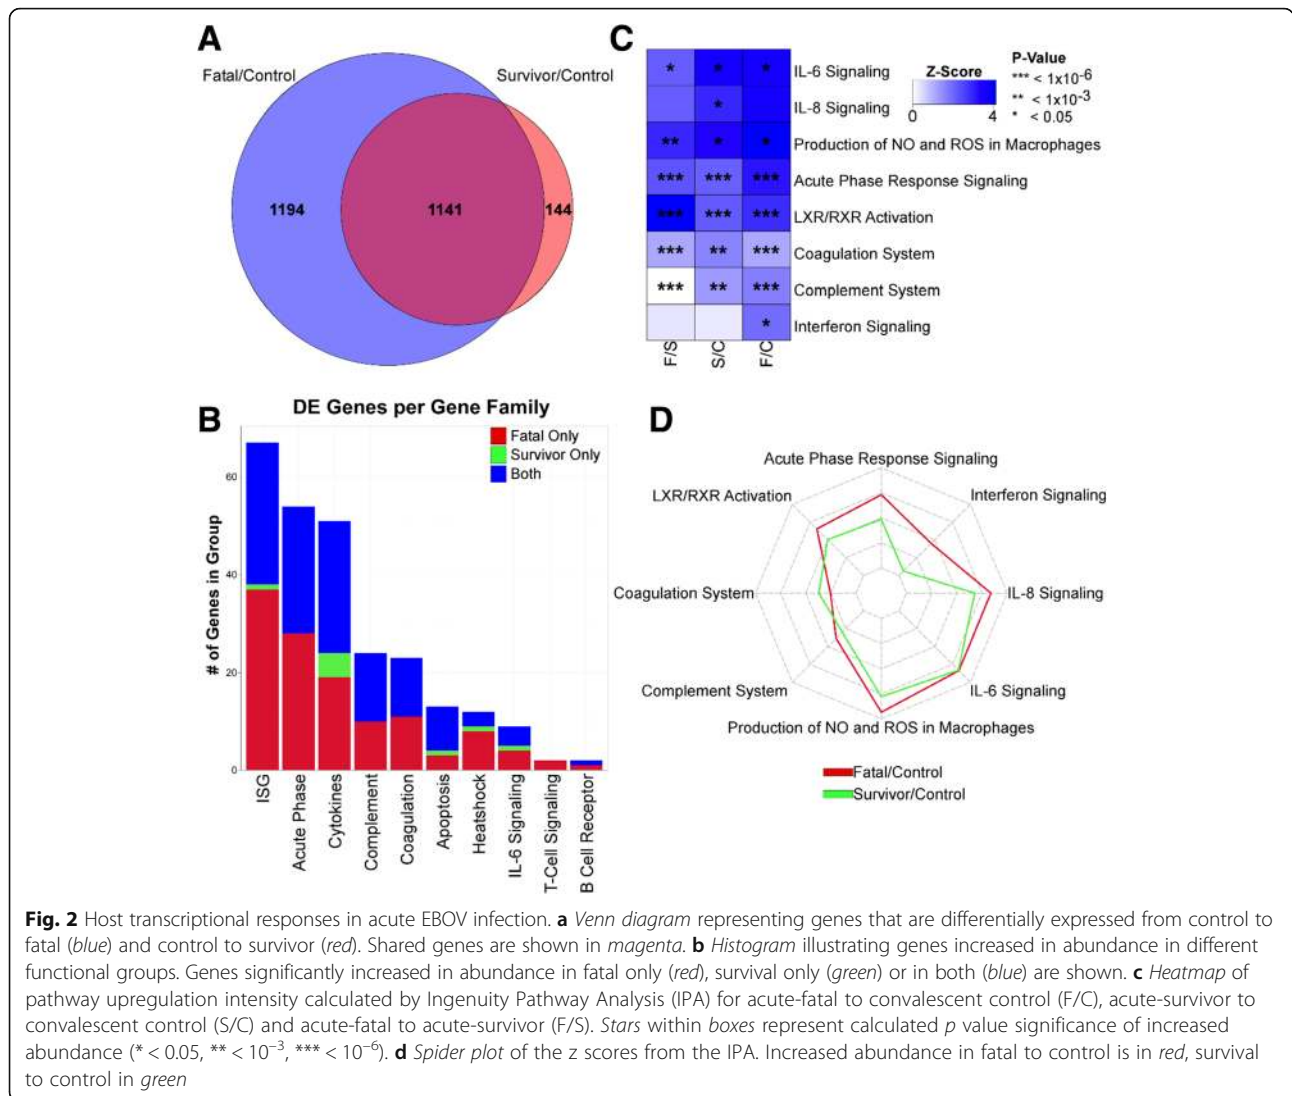 A
Fatal/Control
Survivor/Control
1194
1141
144
C
* * * IL-6 Signaling
* IL-8 Signaling
** * * Production of NO and ROS in Macrophages
*** *** *** Acute Phase Response Signaling
*** *** *** LXR/RXR Activation
*** ** *** Coagulation System
*** ** *** Complement System
* Interferon Signaling
F/S
S/C
F/C
Z-Score
0 4
P-Value
*** < 1x10-6
** < 1x10-3
* < 0.05
B
DE Genes per Gene Family
Fatal Only
Survivor Only
Both
# of Genes in Group
60
40
20
0
ISG
Acute Phase
Cytokines
Complement
Coagulation
Apoptosis
Heatshock
IL-6 Signaling
T-Cell Signaling
B Cell Receptor
D
Acute Phase Response Signaling
LXR/RXR Activation
Interferon Signaling
Coagulation System
IL-8 Signaling
Complement System
IL-6 Signaling
Production of NO and ROS in Macrophages
Fatal/Control
Survivor/Control
Fig. 2 Host transcriptional responses in acute EBOV infection. a Venn diagram representing genes that are differentially expressed from control to
fatal (blue) and control to survivor (red). Shared genes are shown in magenta. b Histogram illustrating genes increased in abundance in different
functional groups. Genes significantly increased in abundance in fatal only (red), survival only (green) or in both (blue) are shown. c Heatmap of
pathway upregulation intensity calculated by Ingenuity Pathway Analysis (IPA) for acute-fatal to convalescent control (F/C), acute-survivor to
convalescent control (S/C) and acute-fatal to acute-survivor (F/S). Stars within boxes represent calculated p value significance of increased
abundance (* < 0.05, ** < 10−3, *** < 10−6). d Spider plot of the z scores from the IPA. Increased abundance in fatal to control is in red, survival
to control in green